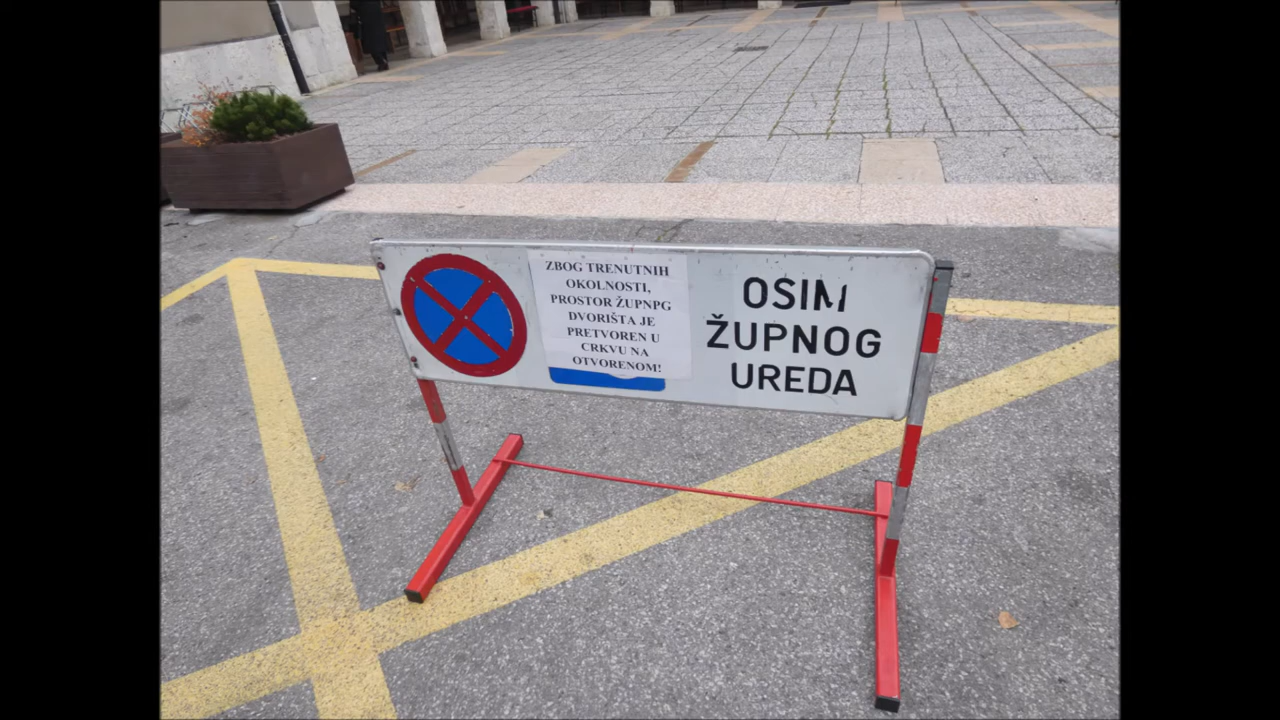 ZBOG TRENUTNIH
OKOLNOSTI,
PROSTOR ŽUPNPG
DVORIŠTA JE
PRETVOREN U
CRKVU NA
OTVORENOM!
OSIM
ŽUPNOG
UREDA